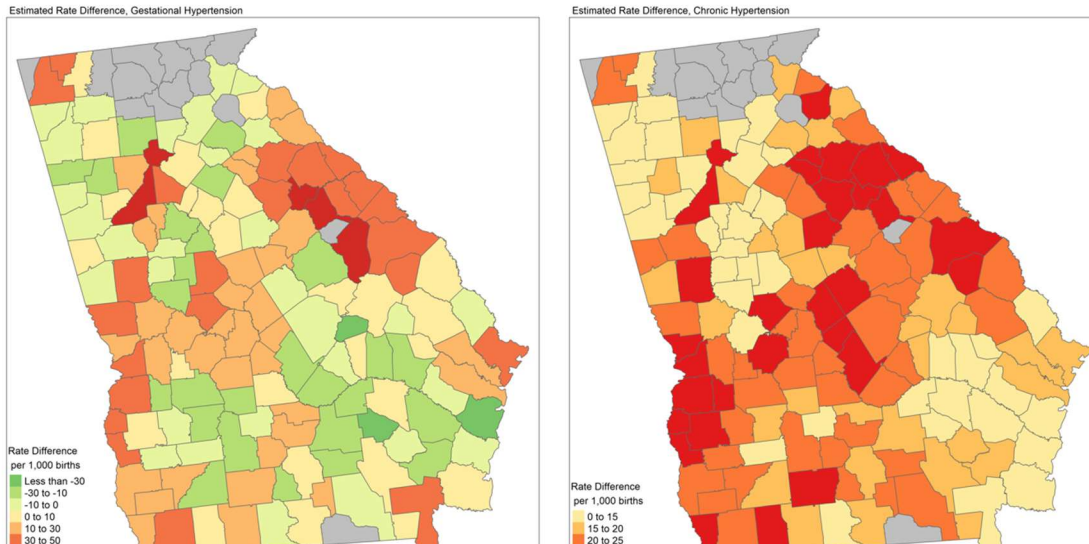 Estimated Rate Difference, Gestational Hypertension
Rate Difference
per 1,000 births
Less than -30
-30 to -10
-10 to 0
0 to 10
10 to 30
30 to 50
Estimated Rate Difference, Chronic Hypertension
Rate Difference
per 1,000 births
0 to 15
15 to 20
20 to 25